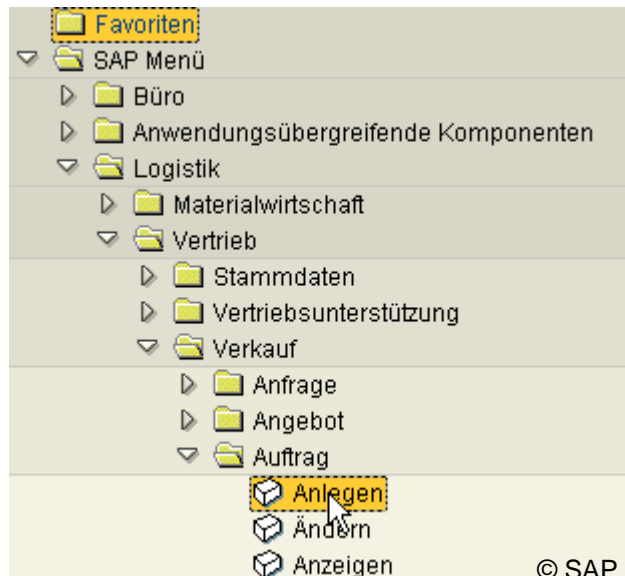 Favoriten
SAP Menü
Büro
Anwendungsübergreifende Komponenten
Logistik
Materialwirtschaft
Vertrieb
Stammdaten
Vertriebsunterstützung
Verkauf
Anfrage
Angebot
Auftrag
Anlegen
Ändern
Anzeigen © SAP